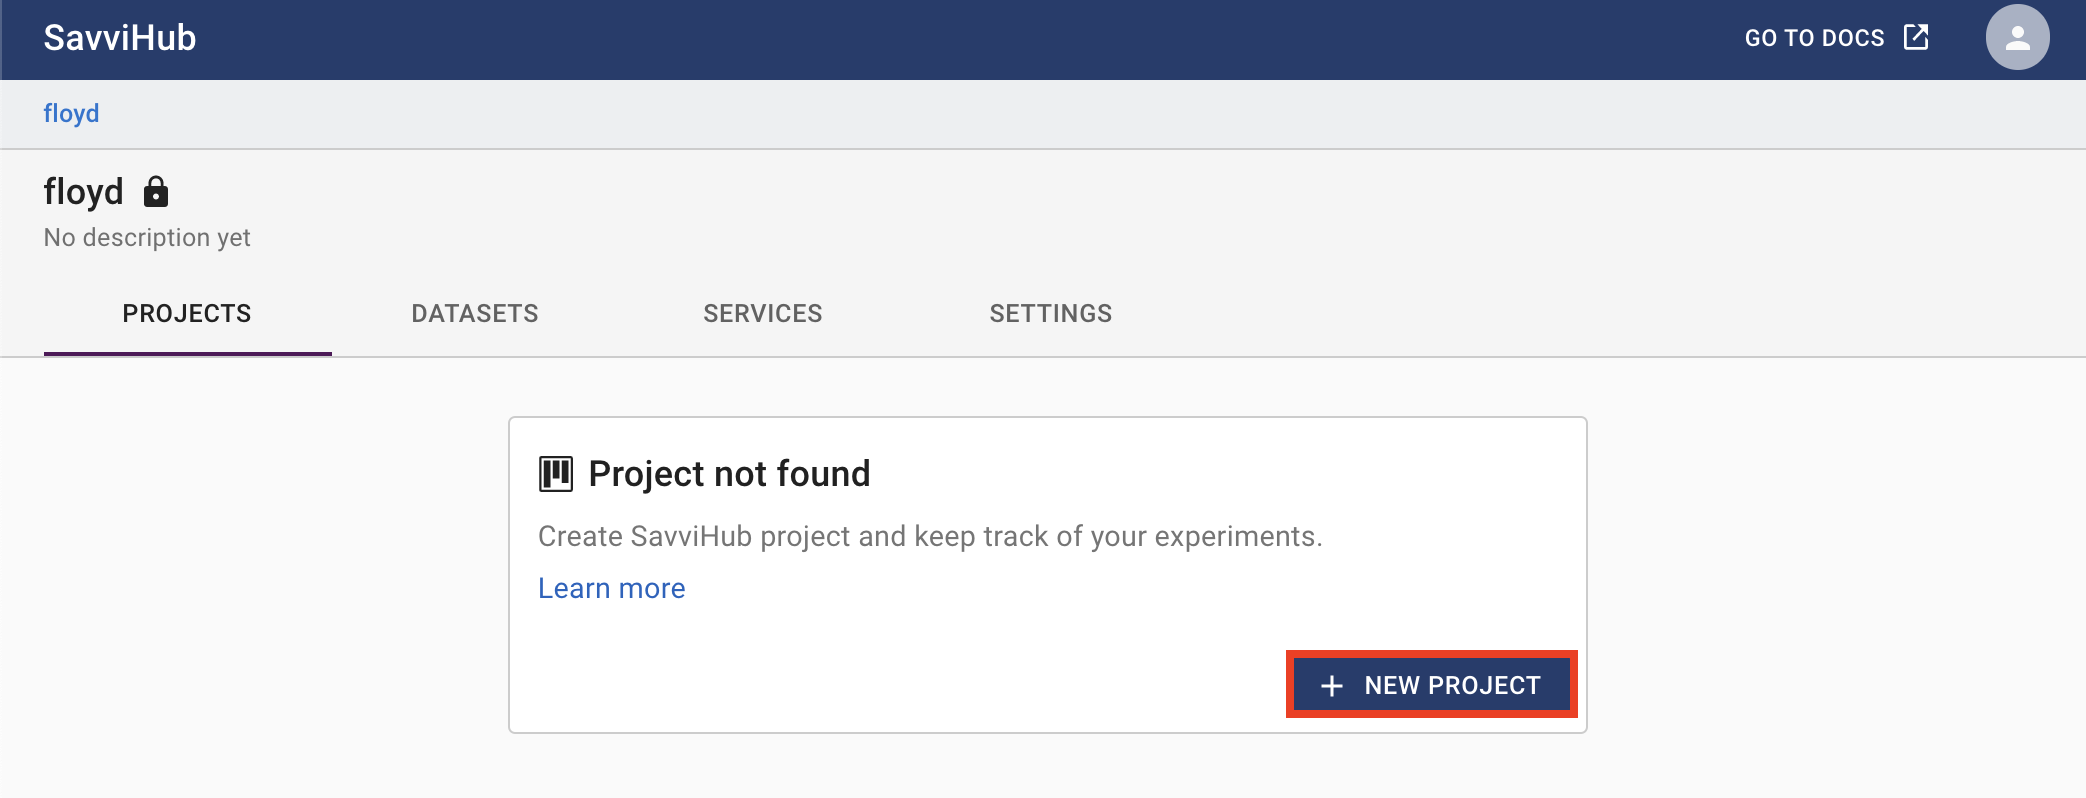 SavviHub
GO TO DOCS
floyd
floyd
No description yet
PROJECTS
DATASETS
SERVICES
SETTINGS
Project not found
Create SavviHub project and keep track of your experiments.
Learn more
+ NEW PROJECT